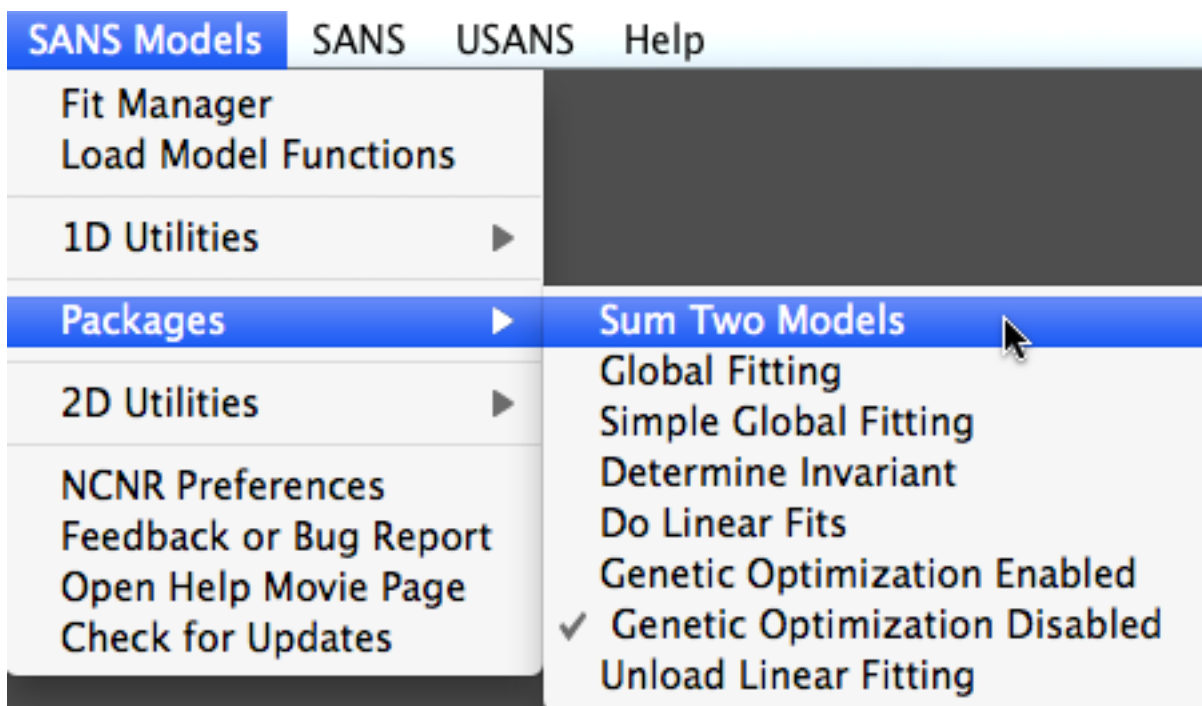 SANS Models SANS USANS Help
Fit Manager
Load Model Functions
1D Utilities
Packages
2D Utilities
NCNR Preferences
Feedback or Bug Report
Open Help Movie Page
Check for Updates
Sum Two Models
Global Fitting
Simple Global Fitting
Determine Invariant
Do Linear Fits
Genetic Optimization Enabled
✓ Genetic Optimization Disabled
Unload Linear Fitting